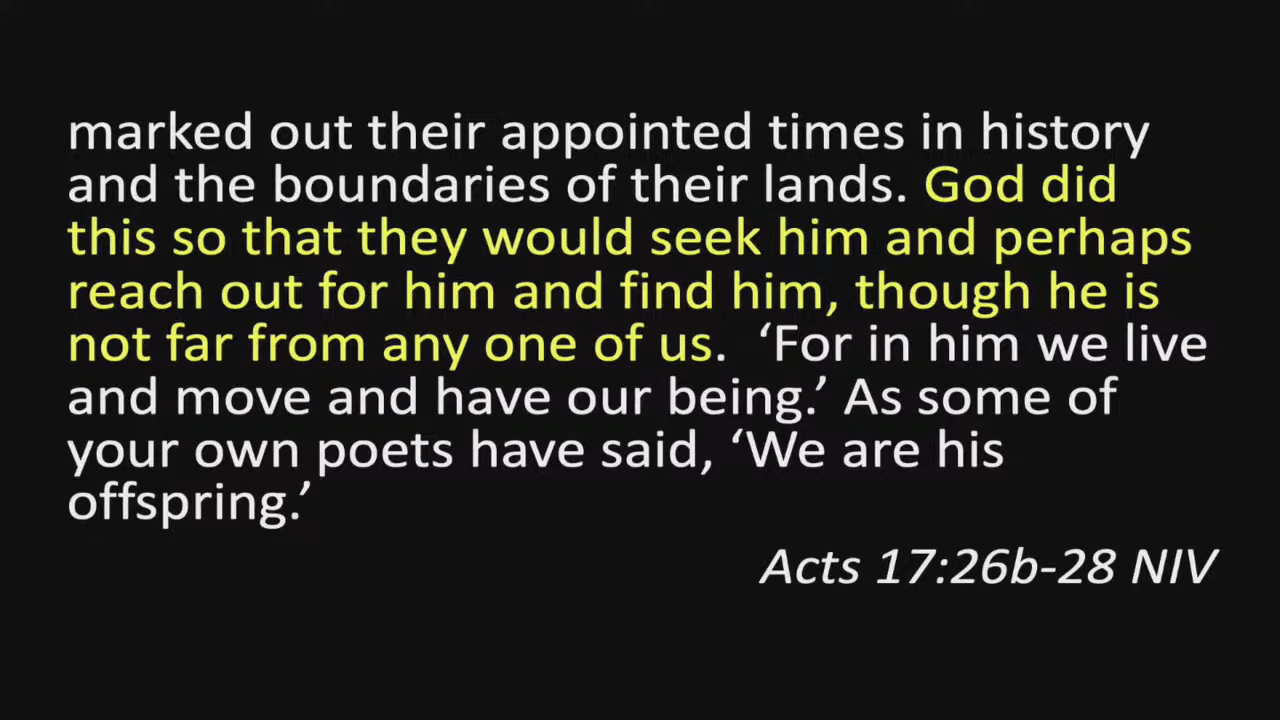 marked out their appointed times in history
and the boundaries of their lands. God did
this so that they would seek him and perhaps
reach out for him and find him, though he is
not far from any one of us.  ‘For in him we live
and move and have our being.’ As some of
your own poets have said, ‘We are his
offspring.’
Acts 17:26b-28 NIV